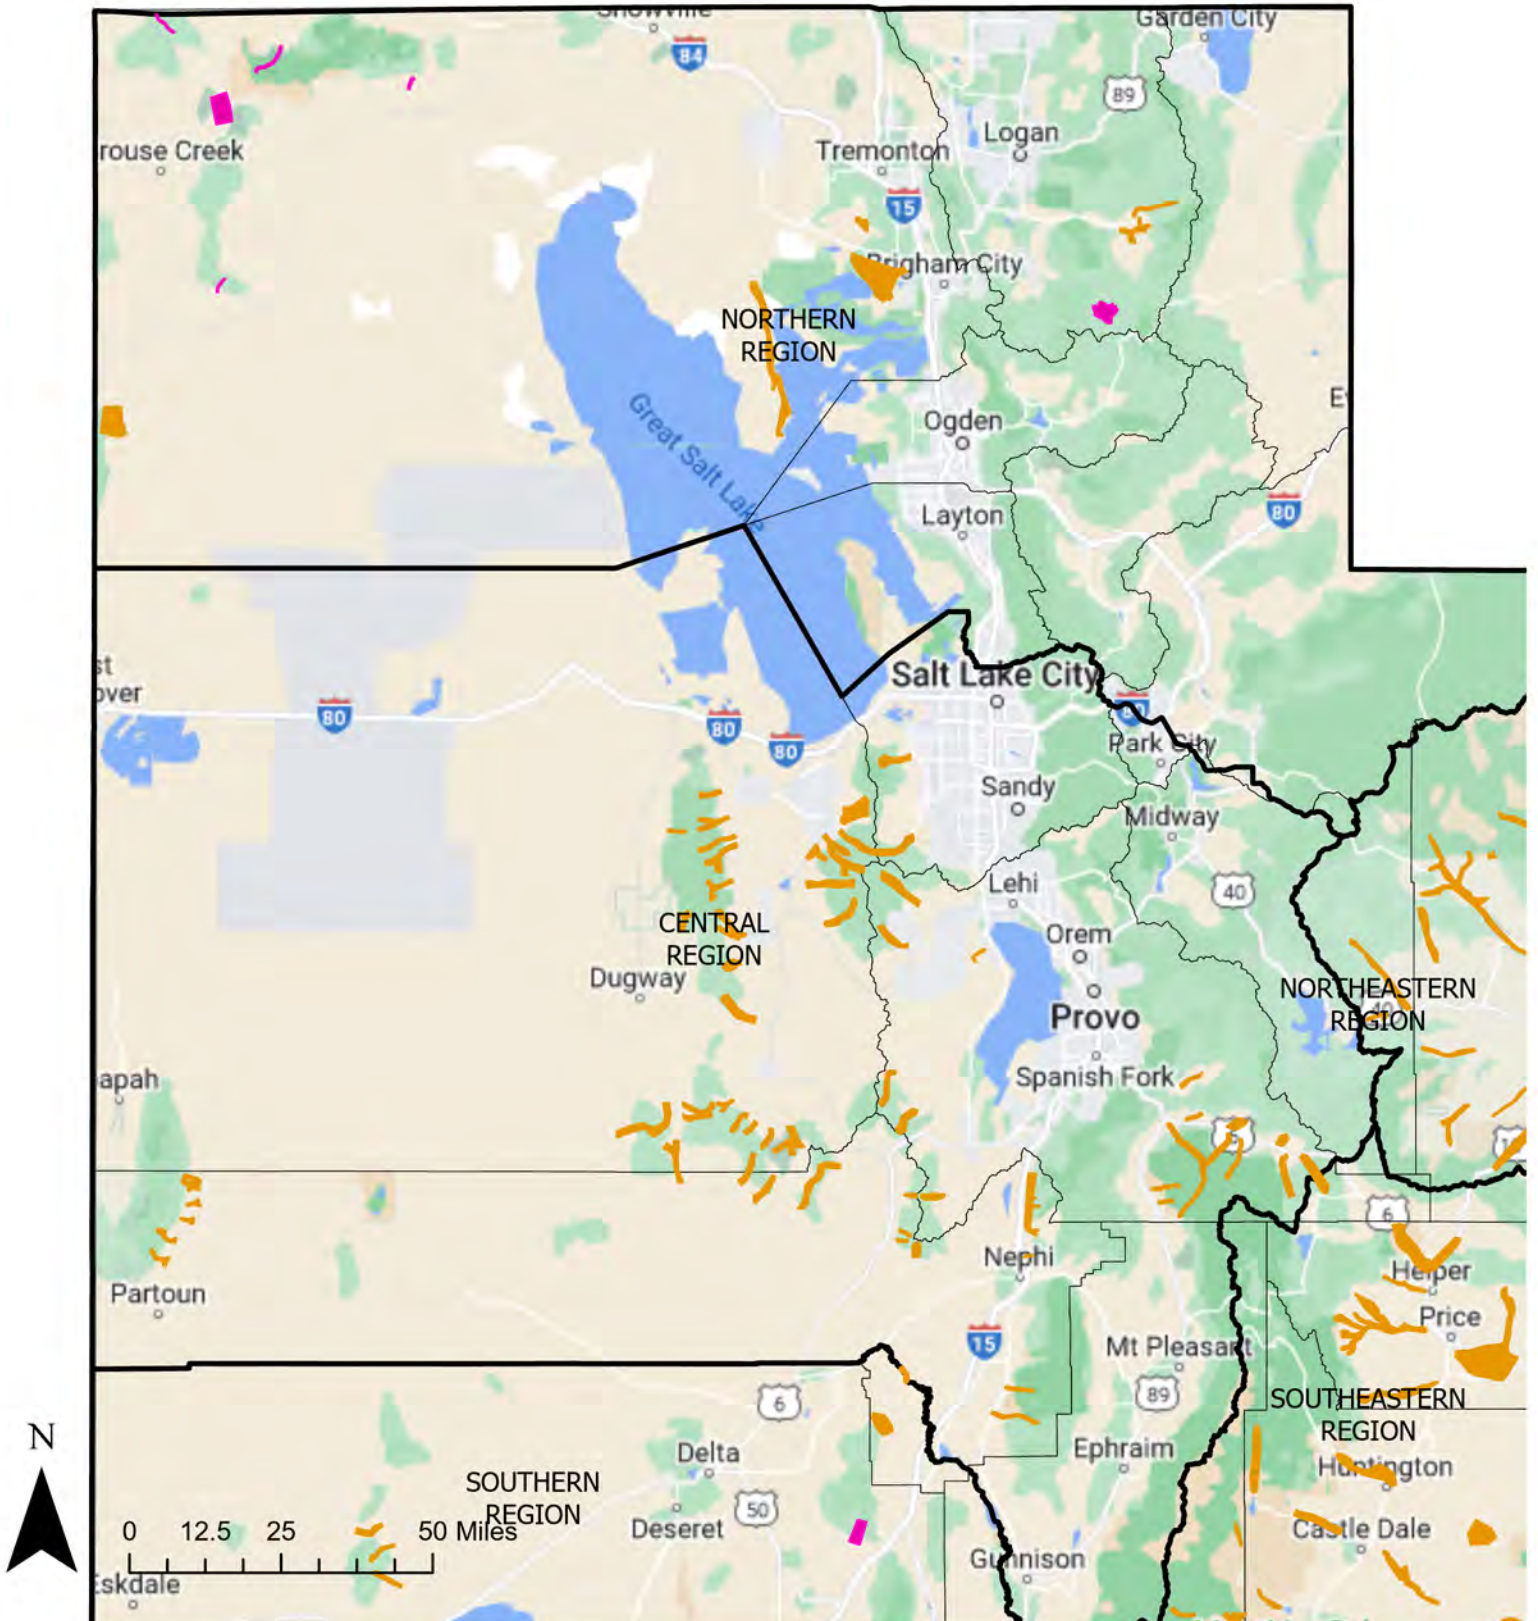 Garden City
84
89
rouse Creek
Tremonton
Logan
15
Brigham City
NORTHERN
REGION
Great Salt Lake
Ogden
Layton
80
Salt Lake City
80
80
80
80
Park City
Sandy
Midway
Lehi
40
CENTRAL
REGION
Orem
Dugway
NORTHEASTERN
REGION
40
Provo
Spanish Fork
apah
6
Nephi
Helper
Partoun
Price
15
Mt Pleasant
6
89
SOUTHEASTERN
REGION
N
Delta
Ephraim
Huntington
SOUTHERN
REGION
50
0 12.5 25 50 Miles
Deseret
Castle Dale
Gunnison
Eskdale